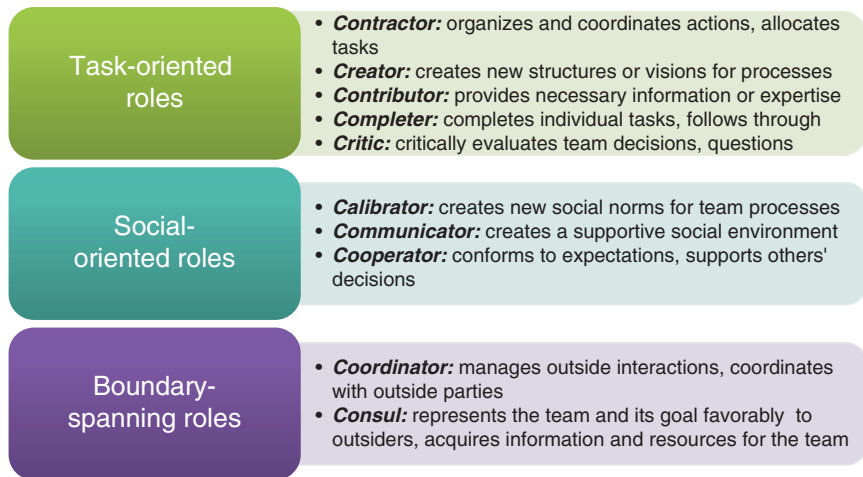 Task-oriented
roles
• Contractor: organizes and coordinates actions, allocates
tasks
• Creator: creates new structures or visions for processes
• Contributor: provides necessary information or expertise
• Completer: completes individual tasks, follows through
• Critic: critically evaluates team decisions, questions
Social-
oriented roles
• Calibrator: creates new social norms for team processes
• Communicator: creates a supportive social environment
• Cooperator: conforms to expectations, supports others'
decisions
Boundary-
spanning roles
• Coordinator: manages outside interactions, coordinates
with outside parties
• Consul: represents the team and its goal favorably to
outsiders, acquires information and resources for the team